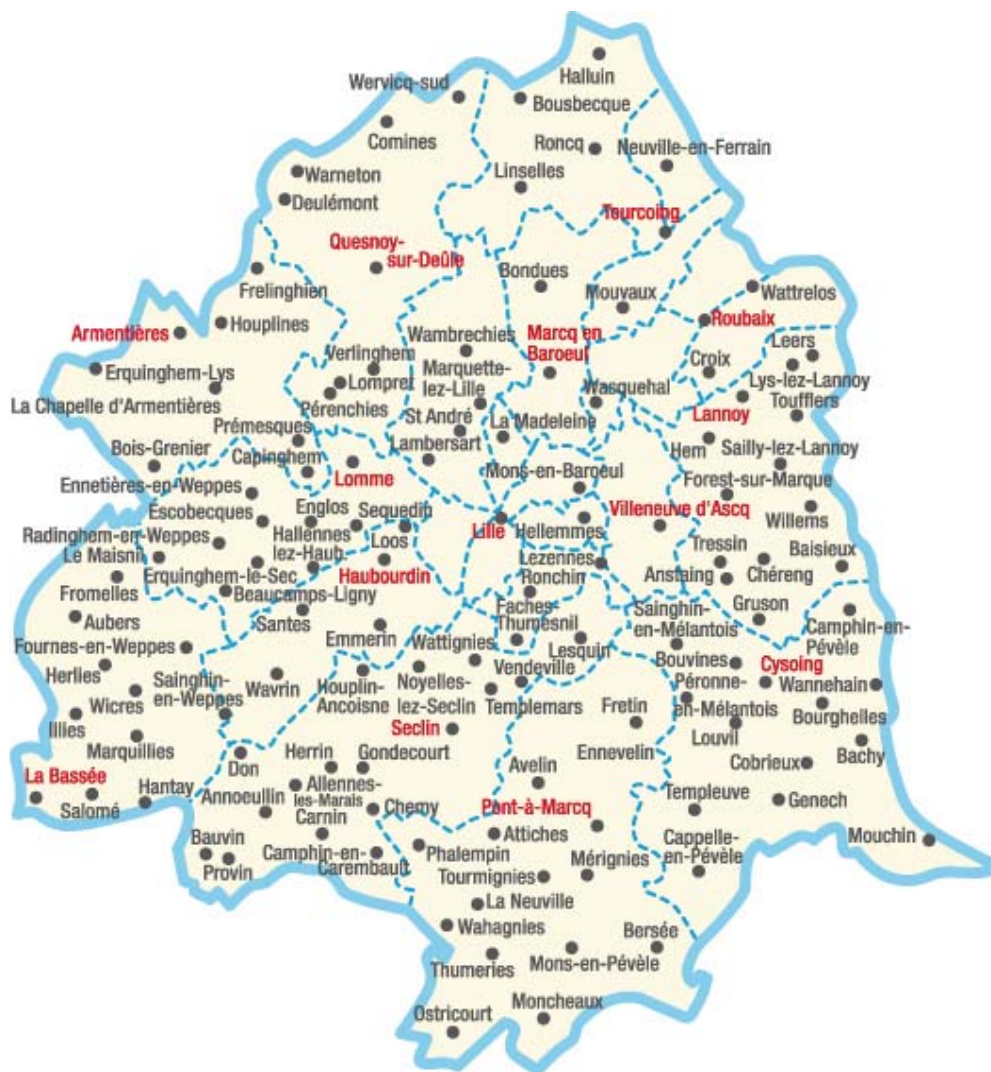 Halluin
Wervicq-sud
Bousbecque
Comines
Roncq
Neuville-en-Ferrain
Linselles
Warneton
Deulémont
Tourcoing
Quesnoy-
sur-Deûle
Bondues
Frelinghien
Mouvaux
Wattrelos
Armentières
Houplines
Roubaix
Wambrechies
Marcq en
Baroeul
Leers
Verlinghem
Marquette-
lez-Lille
Croix
Erquinghem-Lys
Lompret
Wasquehal
Lys-lez-Lannoy
La Chapelle d'Armentières
Pérenchies
Toufflers
St André
La Madeleine
Lannoy
Prémesques
Lambersart
Bois-Grenier
Capinghem
Hem
Sailly-lez-Lannoy
Lomme
Mons-en-Baroeul
Forest-sur-Marque
Ennetières-en-Weppes
Englos
Sequedin
Villeneuve d'Ascq
Escobecques
Willems
Hallennes
lez-Haub.
Lille
Hellemmes
Radinghem-en-Weppes
Loos
Tressin
Baisieux
Le Maisnil
Lezennes
Haubourdin
Ronchin
Anstaing
Chéreng
Erquinghem-le-Sec
Fromelles
Beaucamps-Ligny
Faches-
Thumesnil
Sainghin-
en-Mélantois
Gruson
Aubers
Santes
Emmerin
Camphin-en-
Pévèle
Fournes-en-Weppes
Wattignies
Lesquin
Bouvines
Cysoing
Herlies
Vendeville
Sainghin-
en-Weppes
Wavrin
Houplin-
Ancoisne
Noyelles-
lez-Seclin
Péronne-
en-Mélantois
Wannehain
Wicres
Templemars
Fretin
Bourghelles
Illies
Seclin
Louvil
Marquillies
Herrin
Gondecourt
Ennevelin
Bachy
Don
Avelin
Cobrieux
La Bassée
Hantay
Allennes-
les-Marais
Salomé
Annoeullin
Chemy
Pont-à-Marcq
Templeuve
Genech
Carnin
Attiches
Bauvin
Mouchin
Provin
Camphin-en-
Carembault
Phalempin
Mérignies
Cappelle-
en-Pévèle
Tourmignies
La Neuville
Wahagnies
Bersée
Thumeries
Mons-en-Pévèle
Moncheaux
Ostricourt